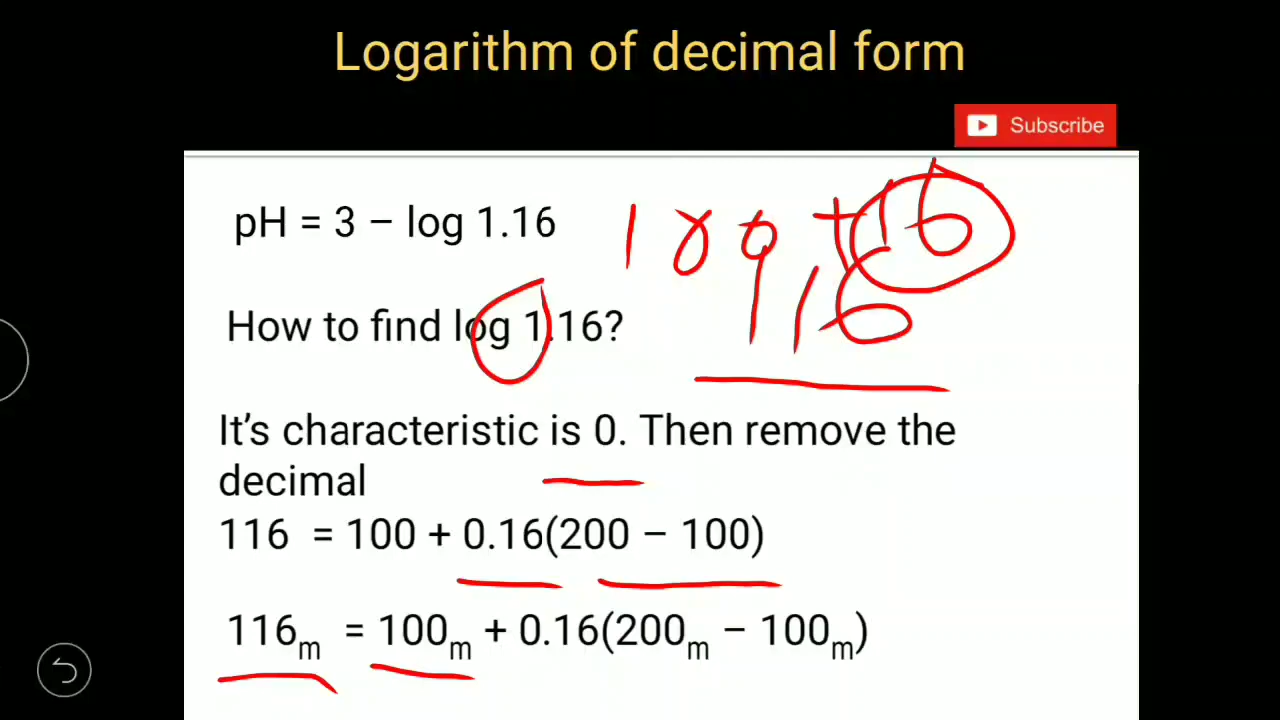 Logarithm of decimal form
Subscribe
pH = 3 – log 1.16
How to find log 1.16?
It's characteristic is 0. Then remove the
decimal
116 = 100 + 0.16(200 – 100)
116m = 100m + 0.16(200m – 100m)